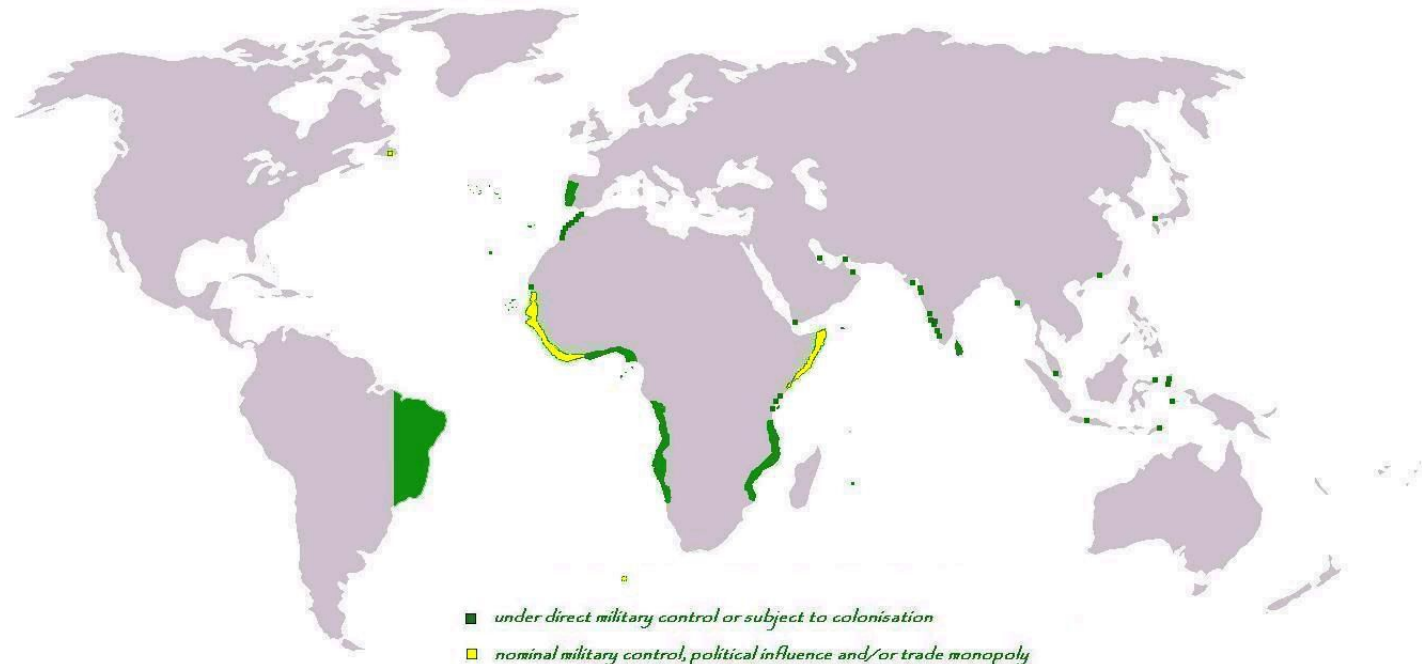 under direct military control or subject to colonisation
nominal military control, political influence and/or trade monopoly